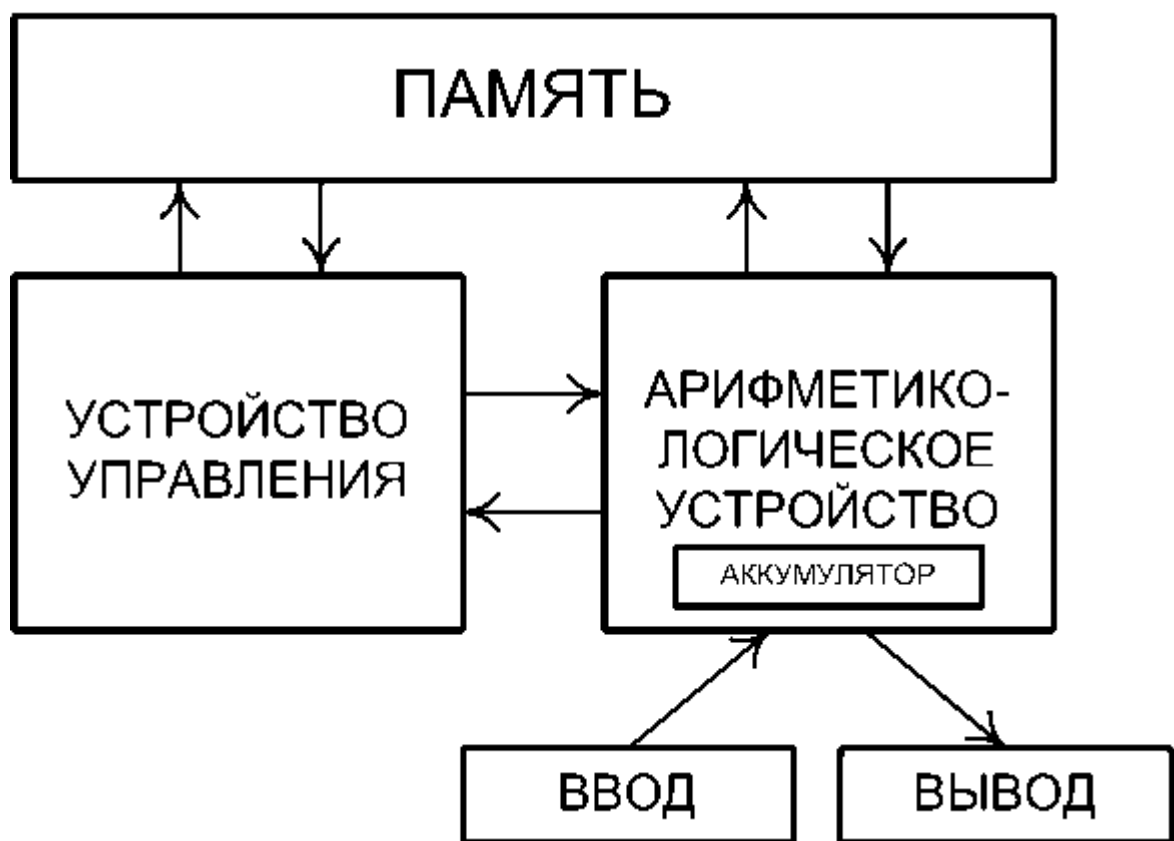 ПАМЯТЬ
УСТРОЙСТВО
УПРАВЛЕНИЯ
АРИФМЕТИКО-
ЛОГИЧЕСКОЕ
УСТРОЙСТВО
АККУМУЛЯТОР
ВВОД
ВЫВОД